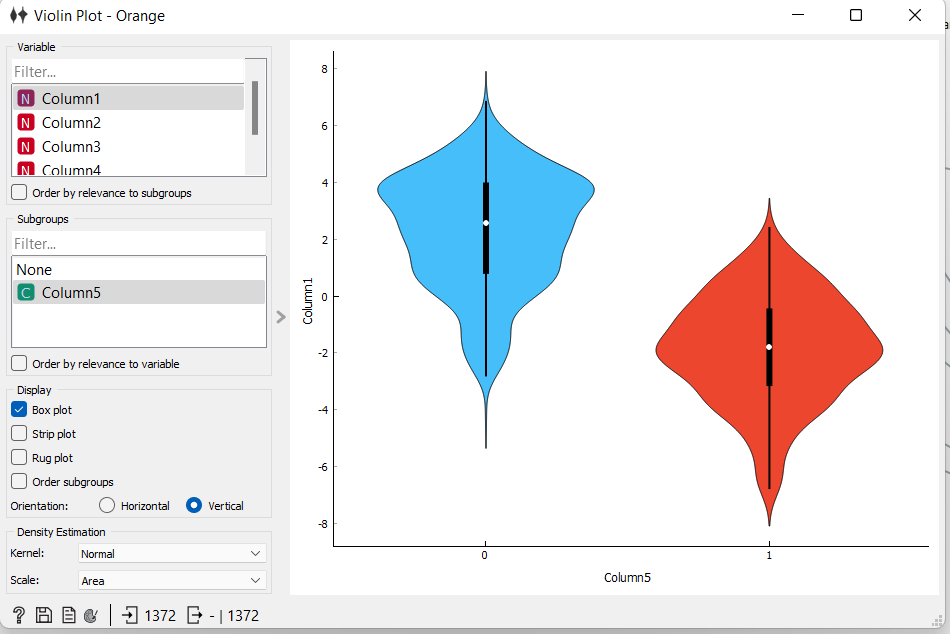 Violin Plot - Orange
Variable
Filter...
N Column1
N Column2
N Column3
N Column4
Order by relevance to subgroups
Subgroups
Filter...
None
C Column5
Order by relevance to variable
Display
Box plot
Strip plot
Rug plot
Order subgroups
Orientation: Horizontal Vertical
Density Estimation
Kernel: Normal
Scale: Area
? 1372 - | 1372
8
6
4
2
0
-2
-4
-6
-8
Column1
0 1
Column5